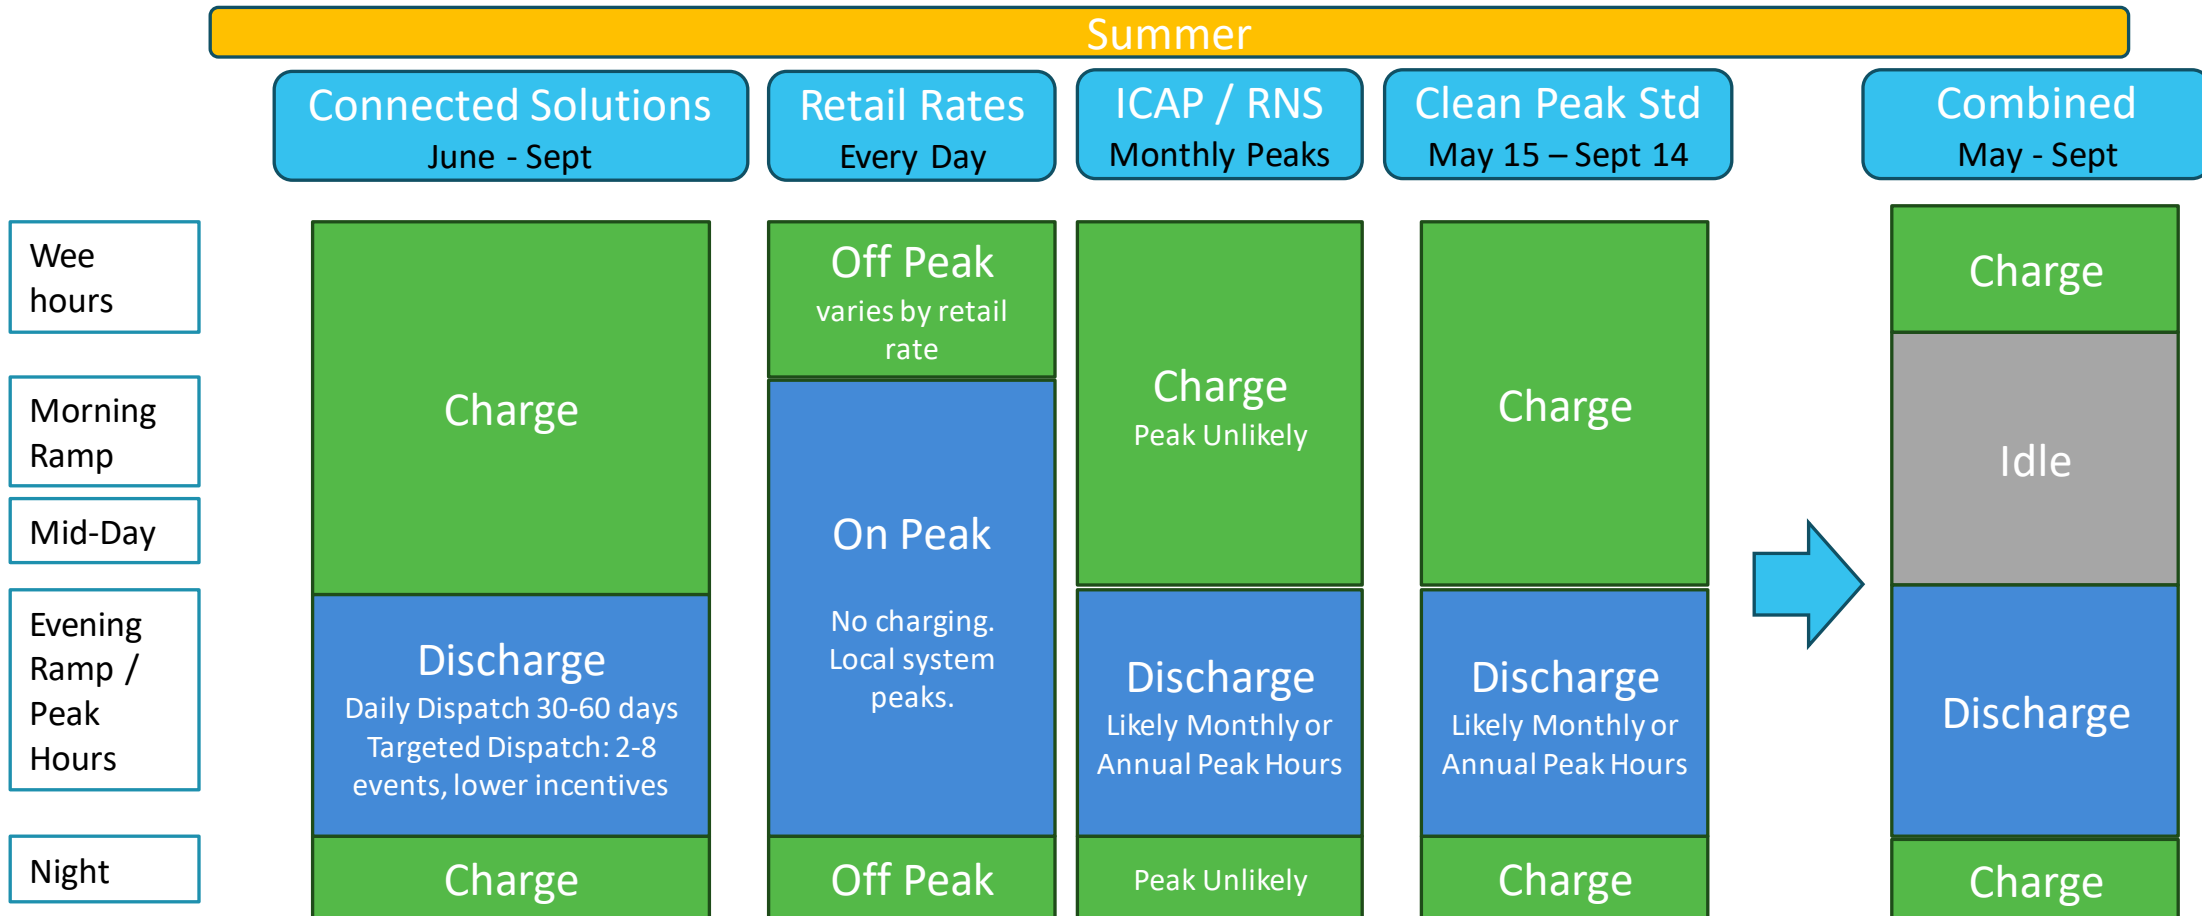 Summer
Connected Solutions
June - Sept
Retail Rates
Every Day
ICAP / RNS
Monthly Peaks
Clean Peak Std
May 15 – Sept 14
Combined
May - Sept
Wee
hours
Morning
Ramp
Mid-Day
Evening
Ramp /
Peak
Hours
Night
Charge
Discharge
Daily Dispatch 30-60 days
Targeted Dispatch: 2-8
events, lower incentives
Charge
Off Peak
varies by retail
rate
On Peak
No charging.
Local system
peaks.
Off Peak
Charge
Peak Unlikely
Discharge
Likely Monthly or
Annual Peak Hours
Peak Unlikely
Charge
Discharge
Likely Monthly or
Annual Peak Hours
Charge
Charge
Idle
Discharge
Charge